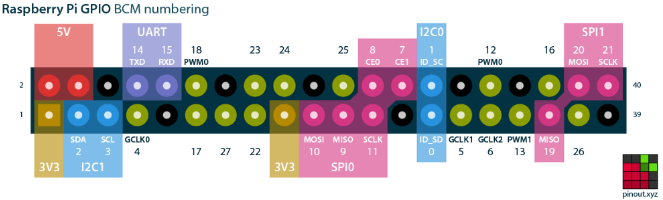 Raspberry Pi GPIO BCM numbering
5V UART I2C0 SPI1
14 15 18 23 24 25 8 7 1 12 16 20 21
TXD RXD PWM0 CE0 CE1 ID_SC PWM0 MOSI SCLK
2 40
1 39
SDA SCL GCLK0 MOSI MISO SCLK ID_SD GCLK1 GCLK2 PWM1 MISO
2 3 4 17 27 22 10 9 11 0 5 6 13 19 26
3V3 I2C1 3V3 SPI0
pinout.xyz